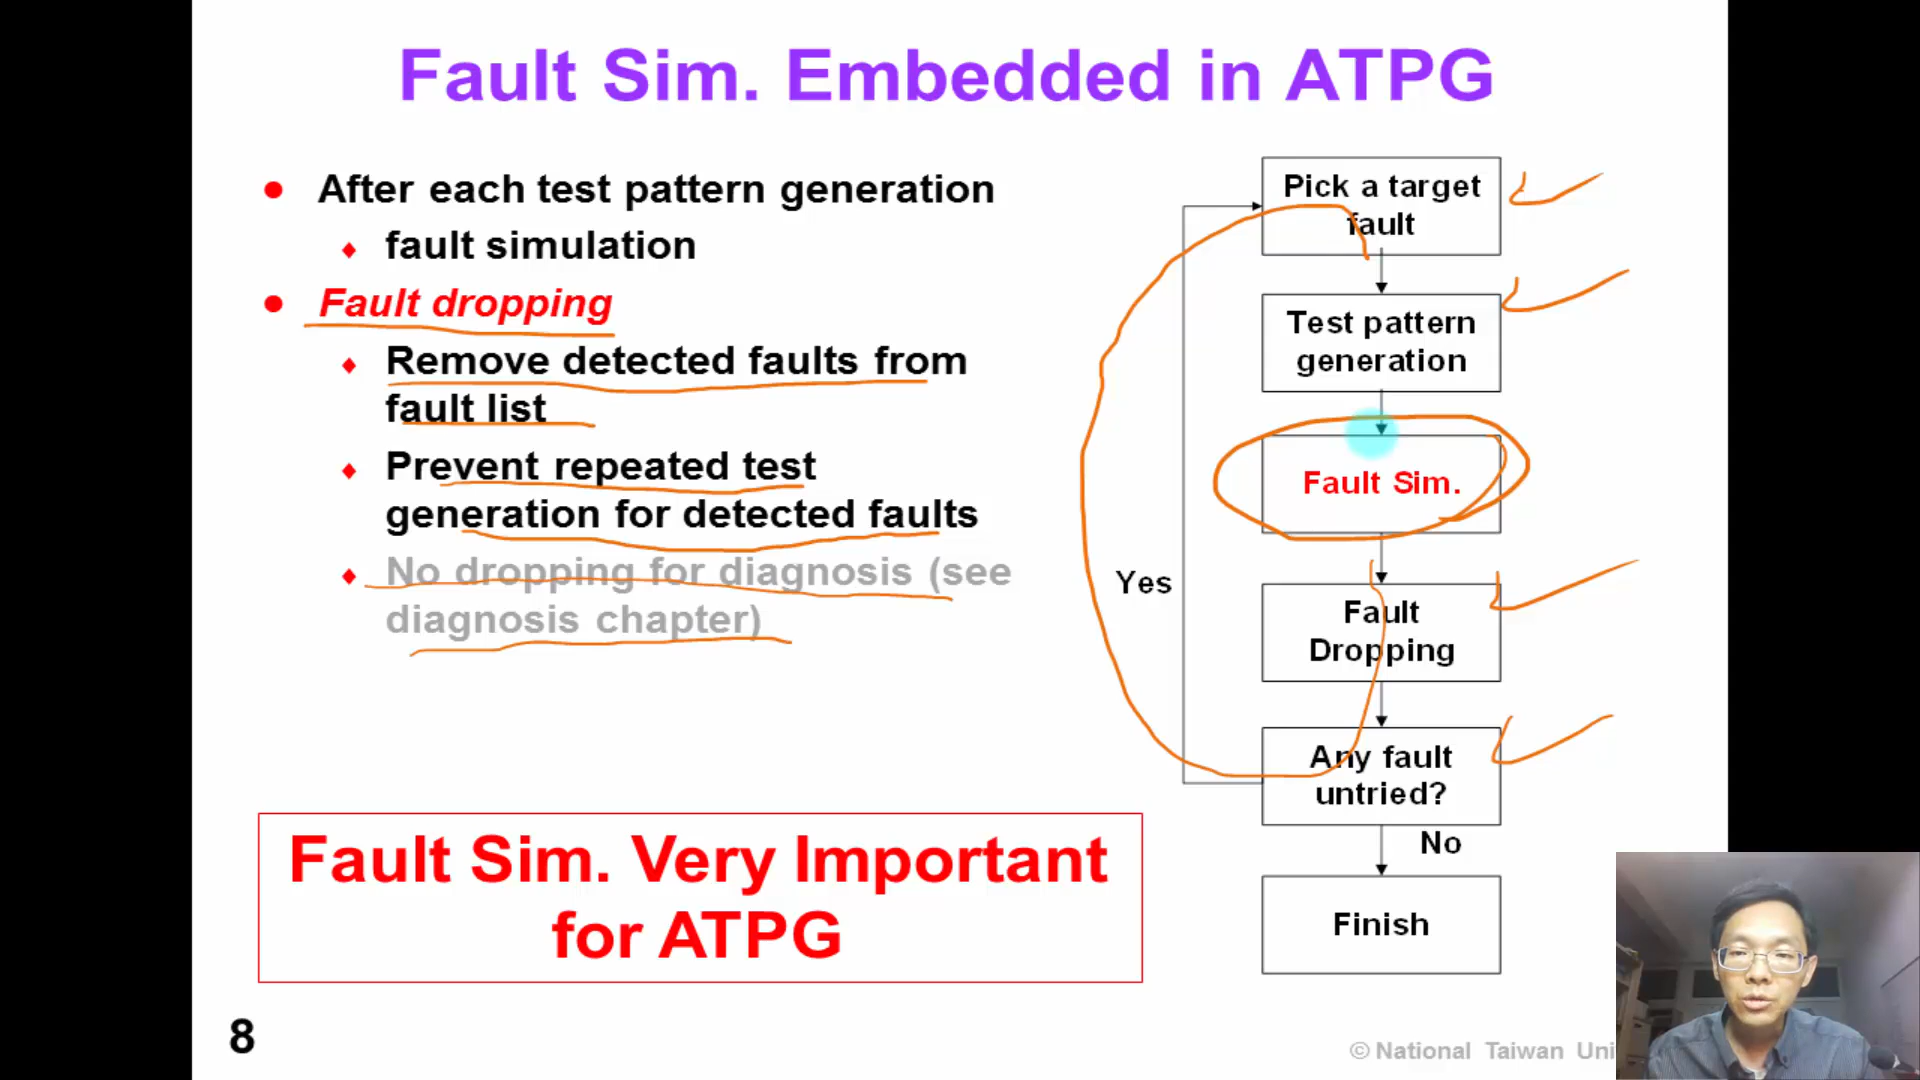 Fault Sim. Embedded in ATPG
After each test pattern generation
fault simulation
Fault dropping
Remove detected faults from
fault list
Prevent repeated test
generation for detected faults
No dropping for diagnosis (see
diagnosis chapter)
Fault Sim. Very Important
for ATPG
Pick a target
fault
Test pattern
generation
Fault Sim.
Yes
Fault
Dropping
Any fault
untried?
No
Finish
8
© National Taiwan Uni